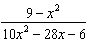 9 − x²
10x² − 28x − 6